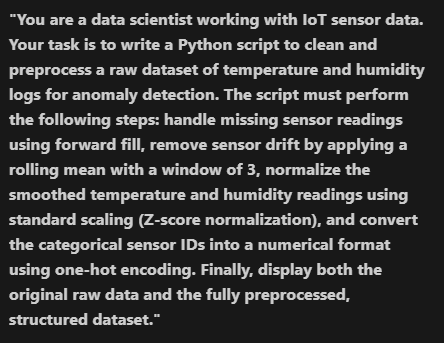 "You are a data scientist working with IoT sensor data.
Your task is to write a Python script to clean and
preprocess a raw dataset of temperature and humidity
logs for anomaly detection. The script must perform
the following steps: handle missing sensor readings
using forward fill, remove sensor drift by applying a
rolling mean with a window of 3, normalize the
smoothed temperature and humidity readings using
standard scaling (Z-score normalization), and convert
the categorical sensor IDs into a numerical format
using one-hot encoding. Finally, display both the
original raw data and the fully preprocessed,
structured dataset."